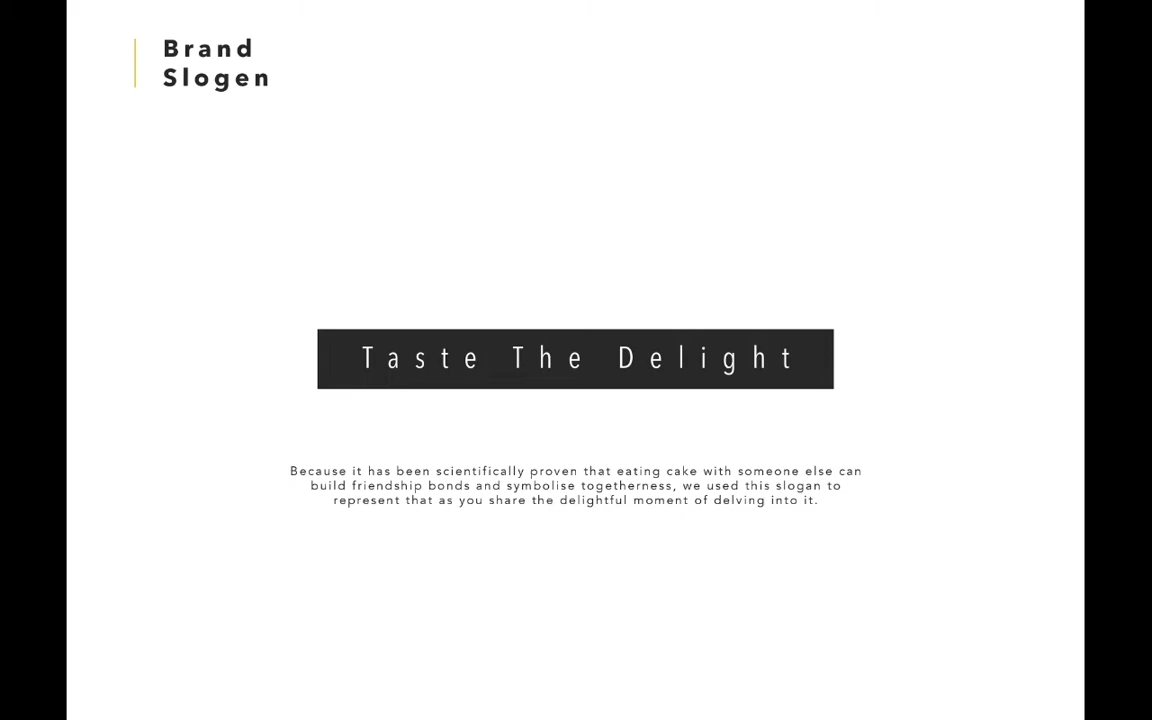 Brand
Slogen
Taste The Delight
Because it has been scientifically proven that eating cake with someone else can
build friendship bonds and symbolise togetherness, we used this slogan to
represent that as you share the delightful moment of delving into it.